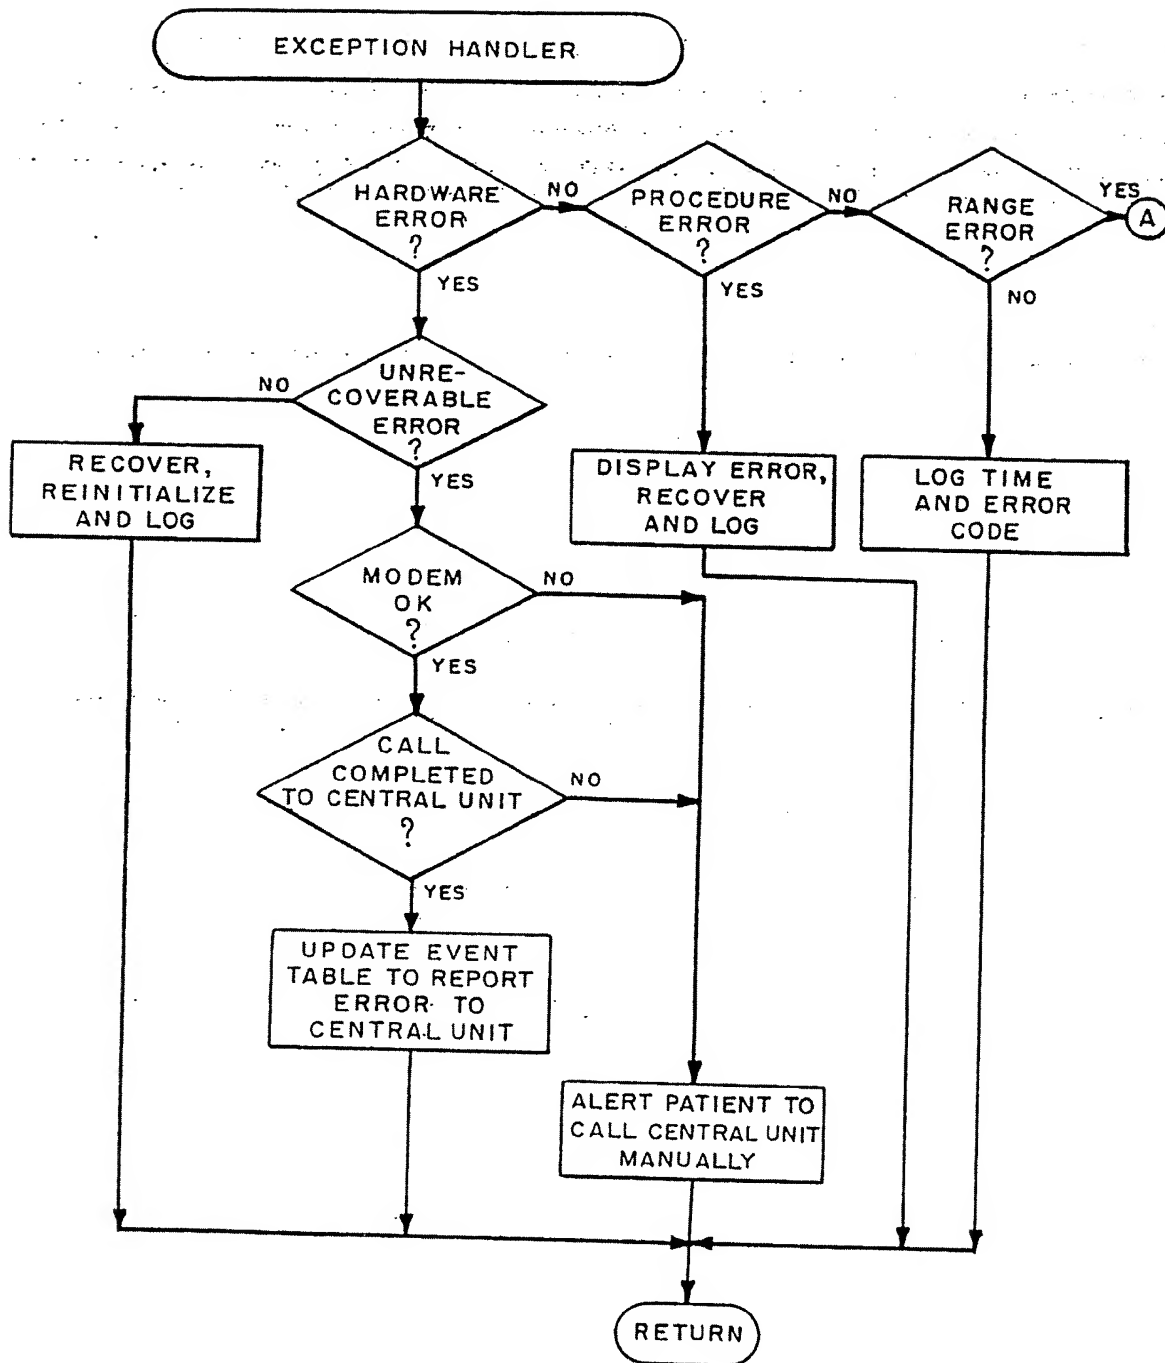 EXCEPTION HANDLER
HARDWARE
ERROR
?
NO
YES
PROCEDURE
ERROR
?
NO
YES
RANGE
ERROR
?
YES
A
NO
UNRE-
COVERABLE
ERROR
?
NO
YES
RECOVER,
REINITIALIZE
AND LOG
DISPLAY ERROR,
RECOVER
AND LOG
LOG TIME
AND ERROR
CODE
MODEM
OK
?
NO
YES
CALL
COMPLETED
TO CENTRAL UNIT
?
NO
YES
UPDATE EVENT
TABLE TO REPORT
ERROR TO
CENTRAL UNIT
ALERT PATIENT TO
CALL CENTRAL UNIT
MANUALLY
RETURN